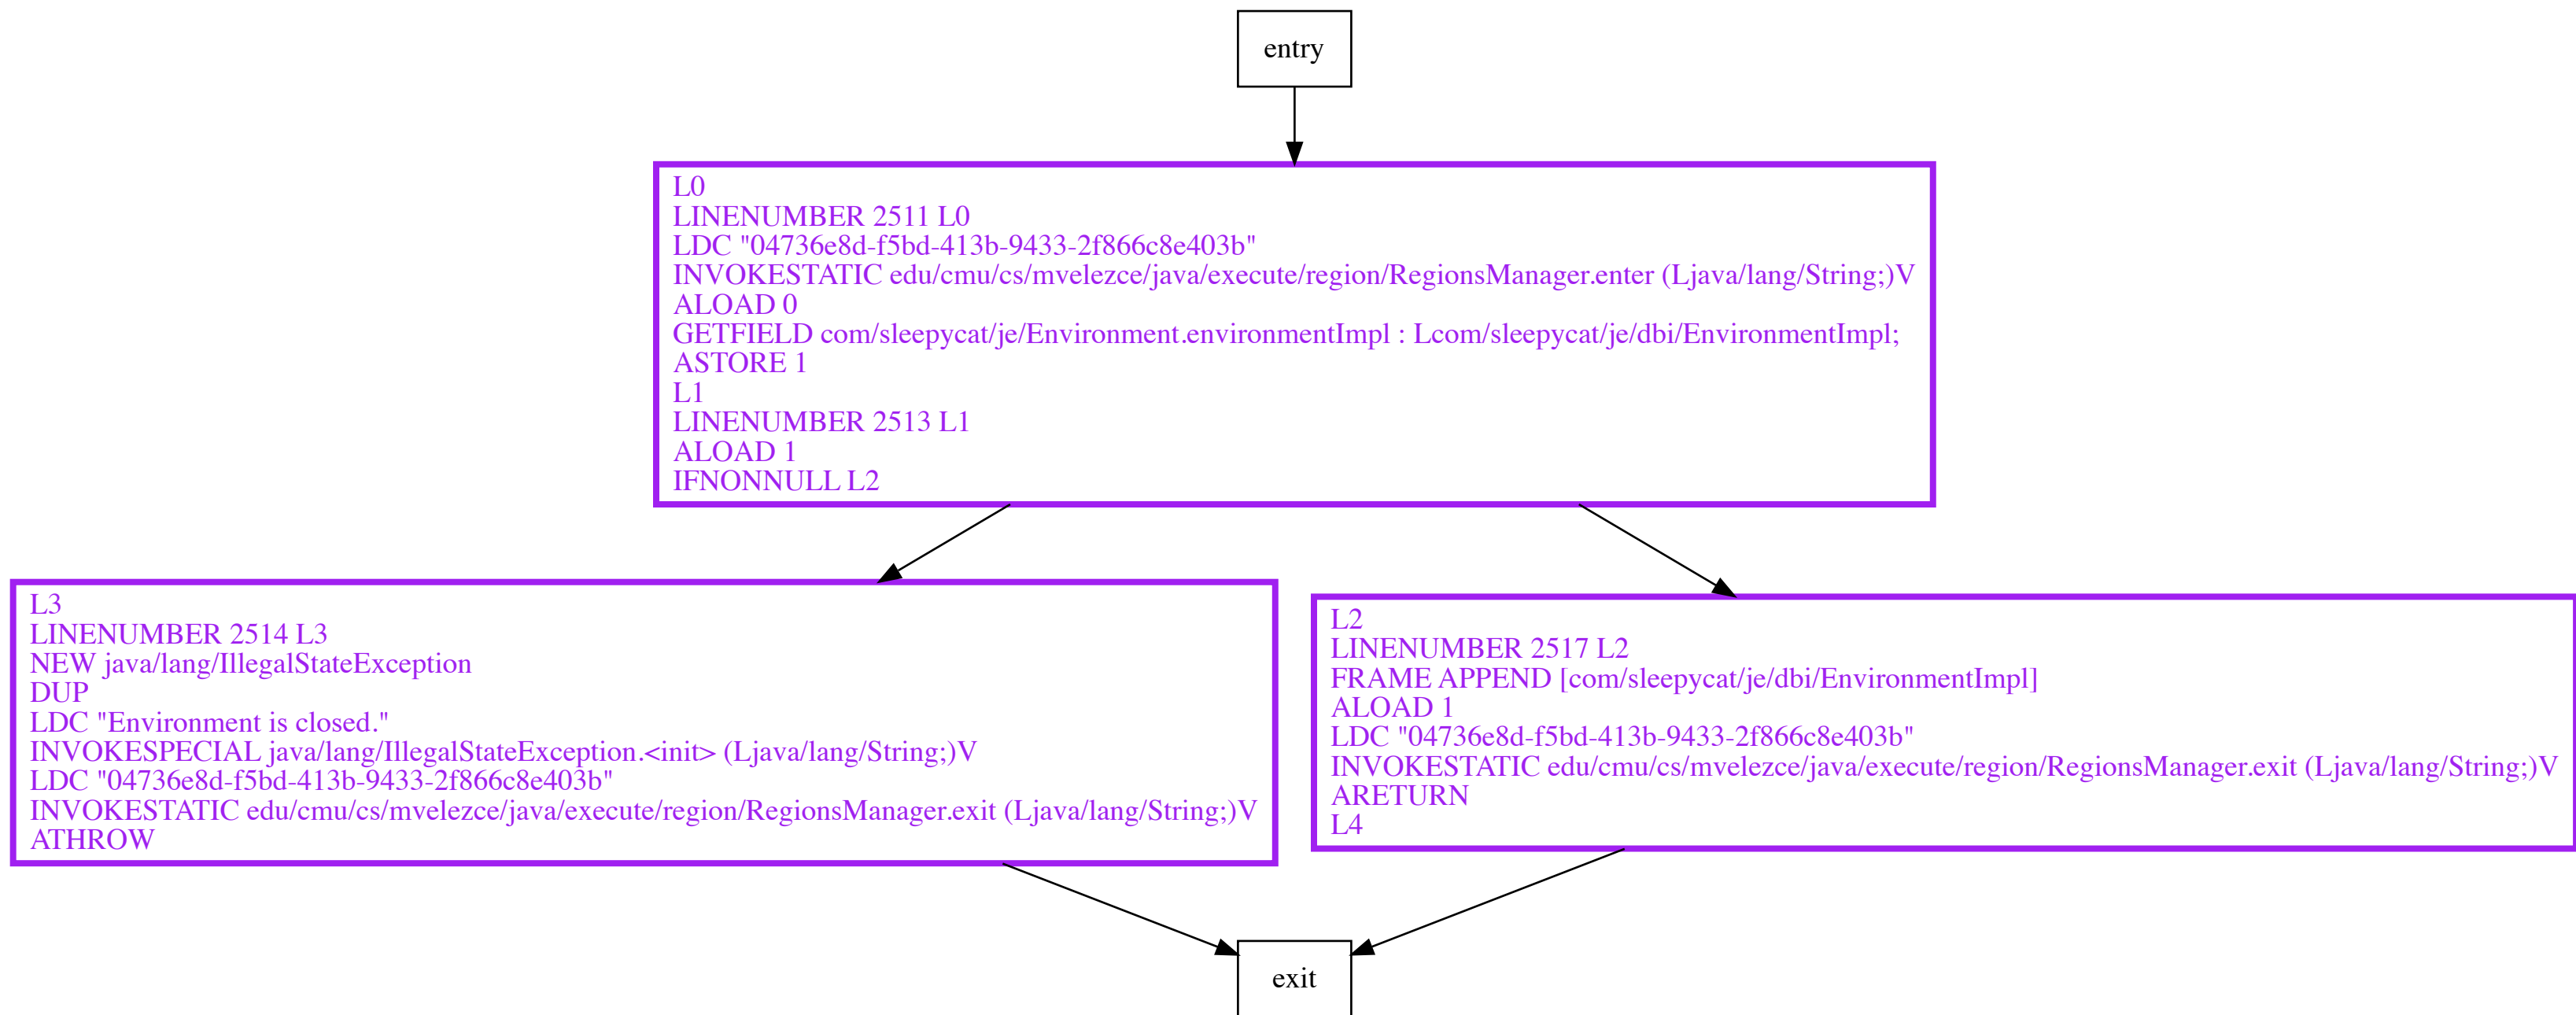 entry
L0
LINENUMBER 2511 L0
LDC "04736e8d-f5bd-413b-9433-2f866c8e403b"
INVOKESTATIC edu/cmu/cs/mvelezce/java/execute/region/RegionsManager.enter (Ljava/lang/String;)V
ALOAD 0
GETFIELD com/sleepycat/je/Environment.environmentImpl : Lcom/sleepycat/je/dbi/EnvironmentImpl;
ASTORE 1
L1
LINENUMBER 2513 L1
ALOAD 1
IFNONNULL L2
L3
LINENUMBER 2514 L3
NEW java/lang/IllegalStateException
DUP
LDC "Environment is closed."
INVOKESPECIAL java/lang/IllegalStateException.<init> (Ljava/lang/String;)V
LDC "04736e8d-f5bd-413b-9433-2f866c8e403b"
INVOKESTATIC edu/cmu/cs/mvelezce/java/execute/region/RegionsManager.exit (Ljava/lang/String;)V
ATHROW
L2
LINENUMBER 2517 L2
FRAME APPEND [com/sleepycat/je/dbi/EnvironmentImpl]
ALOAD 1
LDC "04736e8d-f5bd-413b-9433-2f866c8e403b"
INVOKESTATIC edu/cmu/cs/mvelezce/java/execute/region/RegionsManager.exit (Ljava/lang/String;)V
ARETURN
L4
exit